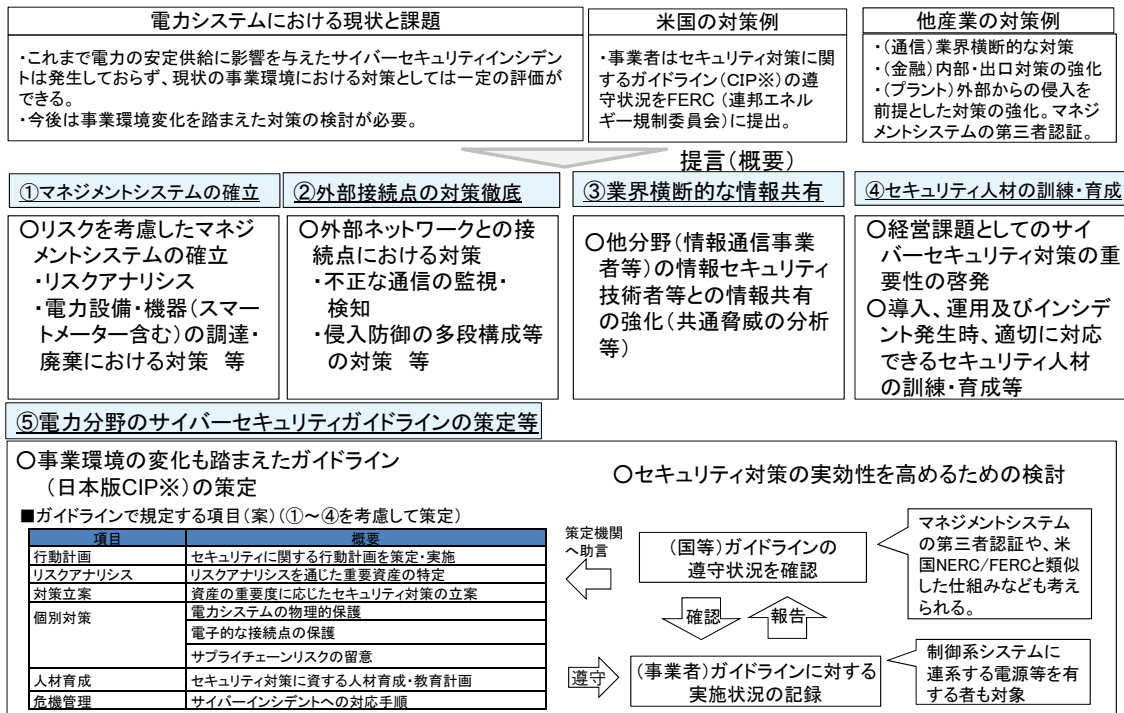 電力システムにおける現状と課題
・これまで電力の安定供給に影響を与えたサイバーセキュリティインシデン
トは発生しておらず、現状の事業環境における対策としては一定の評価が
できる。
・今後は事業環境変化を踏まえた対策の検討が必要。
米国の対策例
・事業者はセキュリティ対策に関
するガイドライン(CIP※)の遵
守状況をFERC (連邦エネル
ギー規制委員会)に提出。
他産業の対策例
・(通信)業界横断的な対策
・(金融)内部・出口対策の強化
・(プラント)外部からの侵入を
前提とした対策の強化。マネジ
メントシステムの第三者認証。
提言(概要)
①マネジメントシステムの確立
○リスクを考慮したマネジ
メントシステムの確立
・リスクアナリシス
・電力設備・機器(スマー
トメーター含む)の調達・
廃棄における対策 等
②外部接続点の対策徹底
○外部ネットワークとの接
続点における対策
・不正な通信の監視・
検知
・侵入防御の多段構成等
の対策 等
③業界横断的な情報共有
○他分野(情報通信事業
者等)の情報セキュリティ
技術者等との情報共有
の強化(共通脅威の分析
等)
④セキュリティ人材の訓練・育成
○経営課題としてのサイ
バーセキュリティ対策の重
要性の啓発
○導入、運用及びインシデ
ント発生時、適切に対応
できるセキュリティ人材
の訓練・育成等
⑤電力分野のサイバーセキュリティガイドラインの策定等
○事業環境の変化も踏まえたガイドライン
(日本版CIP※)の策定
■ガイドラインで規定する項目(案)(①~④を考慮して策定)
項目 概要
行動計画 セキュリティに関する行動計画を策定・実施
リスクアナリシス リスクアナリシスを通じた重要資産の特定
対策立案 資産の重要度に応じたセキュリティ対策の立案
個別対策 電力システムの物理的保護
電子的な接続点の保護
サプライチェーンリスクの留意
人材育成 セキュリティ対策に資する人材育成・教育計画
危機管理 サイバーインシデントへの対応手順
○セキュリティ対策の実効性を高めるための検討
策定機関
へ助言
(国等)ガイドラインの
遵守状況を確認
マネジメントシステム
の第三者認証や、米
国NERC/FERCと類似
した仕組みなども考え
られる。
確認
報告
遵守
(事業者)ガイドラインに対する
実施状況の記録
制御系システムに
連系する電源等を有
する者も対象